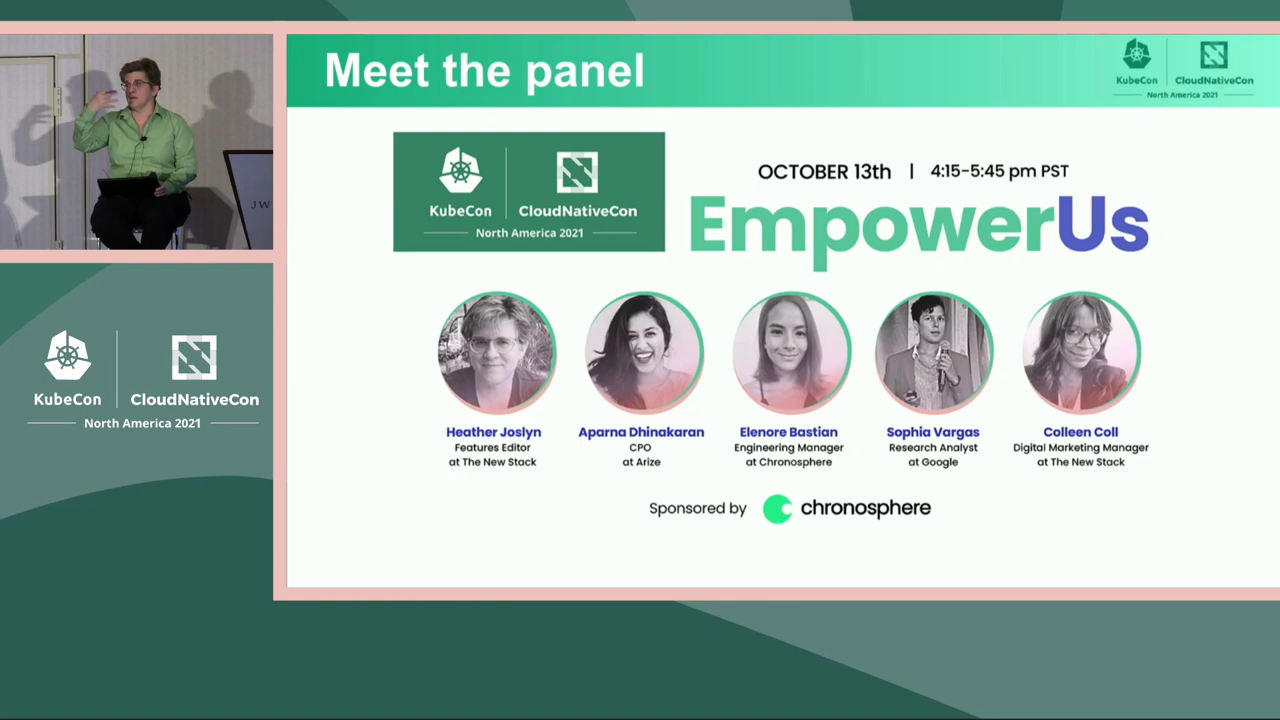 Meet the panel
KubeCon
CloudNativeCon
North America 2021
KubeCon
CloudNativeCon
North America 2021
OCTOBER 13th | 4:15-5:45 pm PST
EmpowerUs
Heather Joslyn
Features Editor
at The New Stack
Aparna Dhinakaran
CPO
at Arize
Elenore Bastian
Engineering Manager
at Chronosphere
Sophia Vargas
Research Analyst
at Google
Colleen Coll
Digital Marketing Manager
at The New Stack
Sponsored by chronosphere
JW
KubeCon
CloudNativeCon
North America 2021